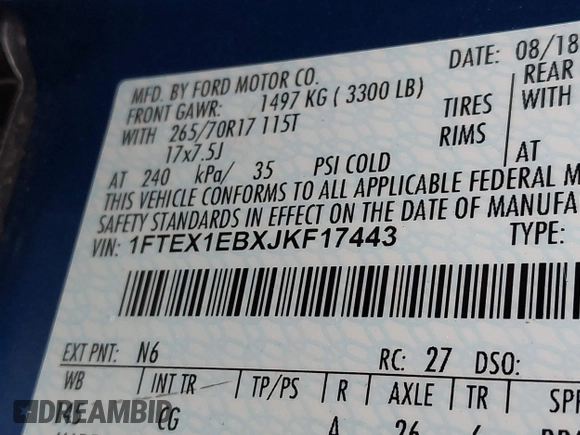 MFD. BY FORD MOTOR CO.
DATE: 08/18
FRONT GAWR: 1497 KG ( 3300 LB)
REAR
WITH 265/70R17 115T TIRES
WITH
17x7.5J RIMS
AT 240 kPa/ 35 PSI COLD
AT
THIS VEHICLE CONFORMS TO ALL APPLICABLE FEDERAL M
SAFETY STANDARDS IN EFFECT ON THE DATE OF MANUFA
VIN: 1FTEX1EBXJKF17443 TYPE:
EXT PNT: N6 RC: 27 DSO:
WB INT TR TP/PS R AXLE TR SPR
CG A 26 6
DREAMBID